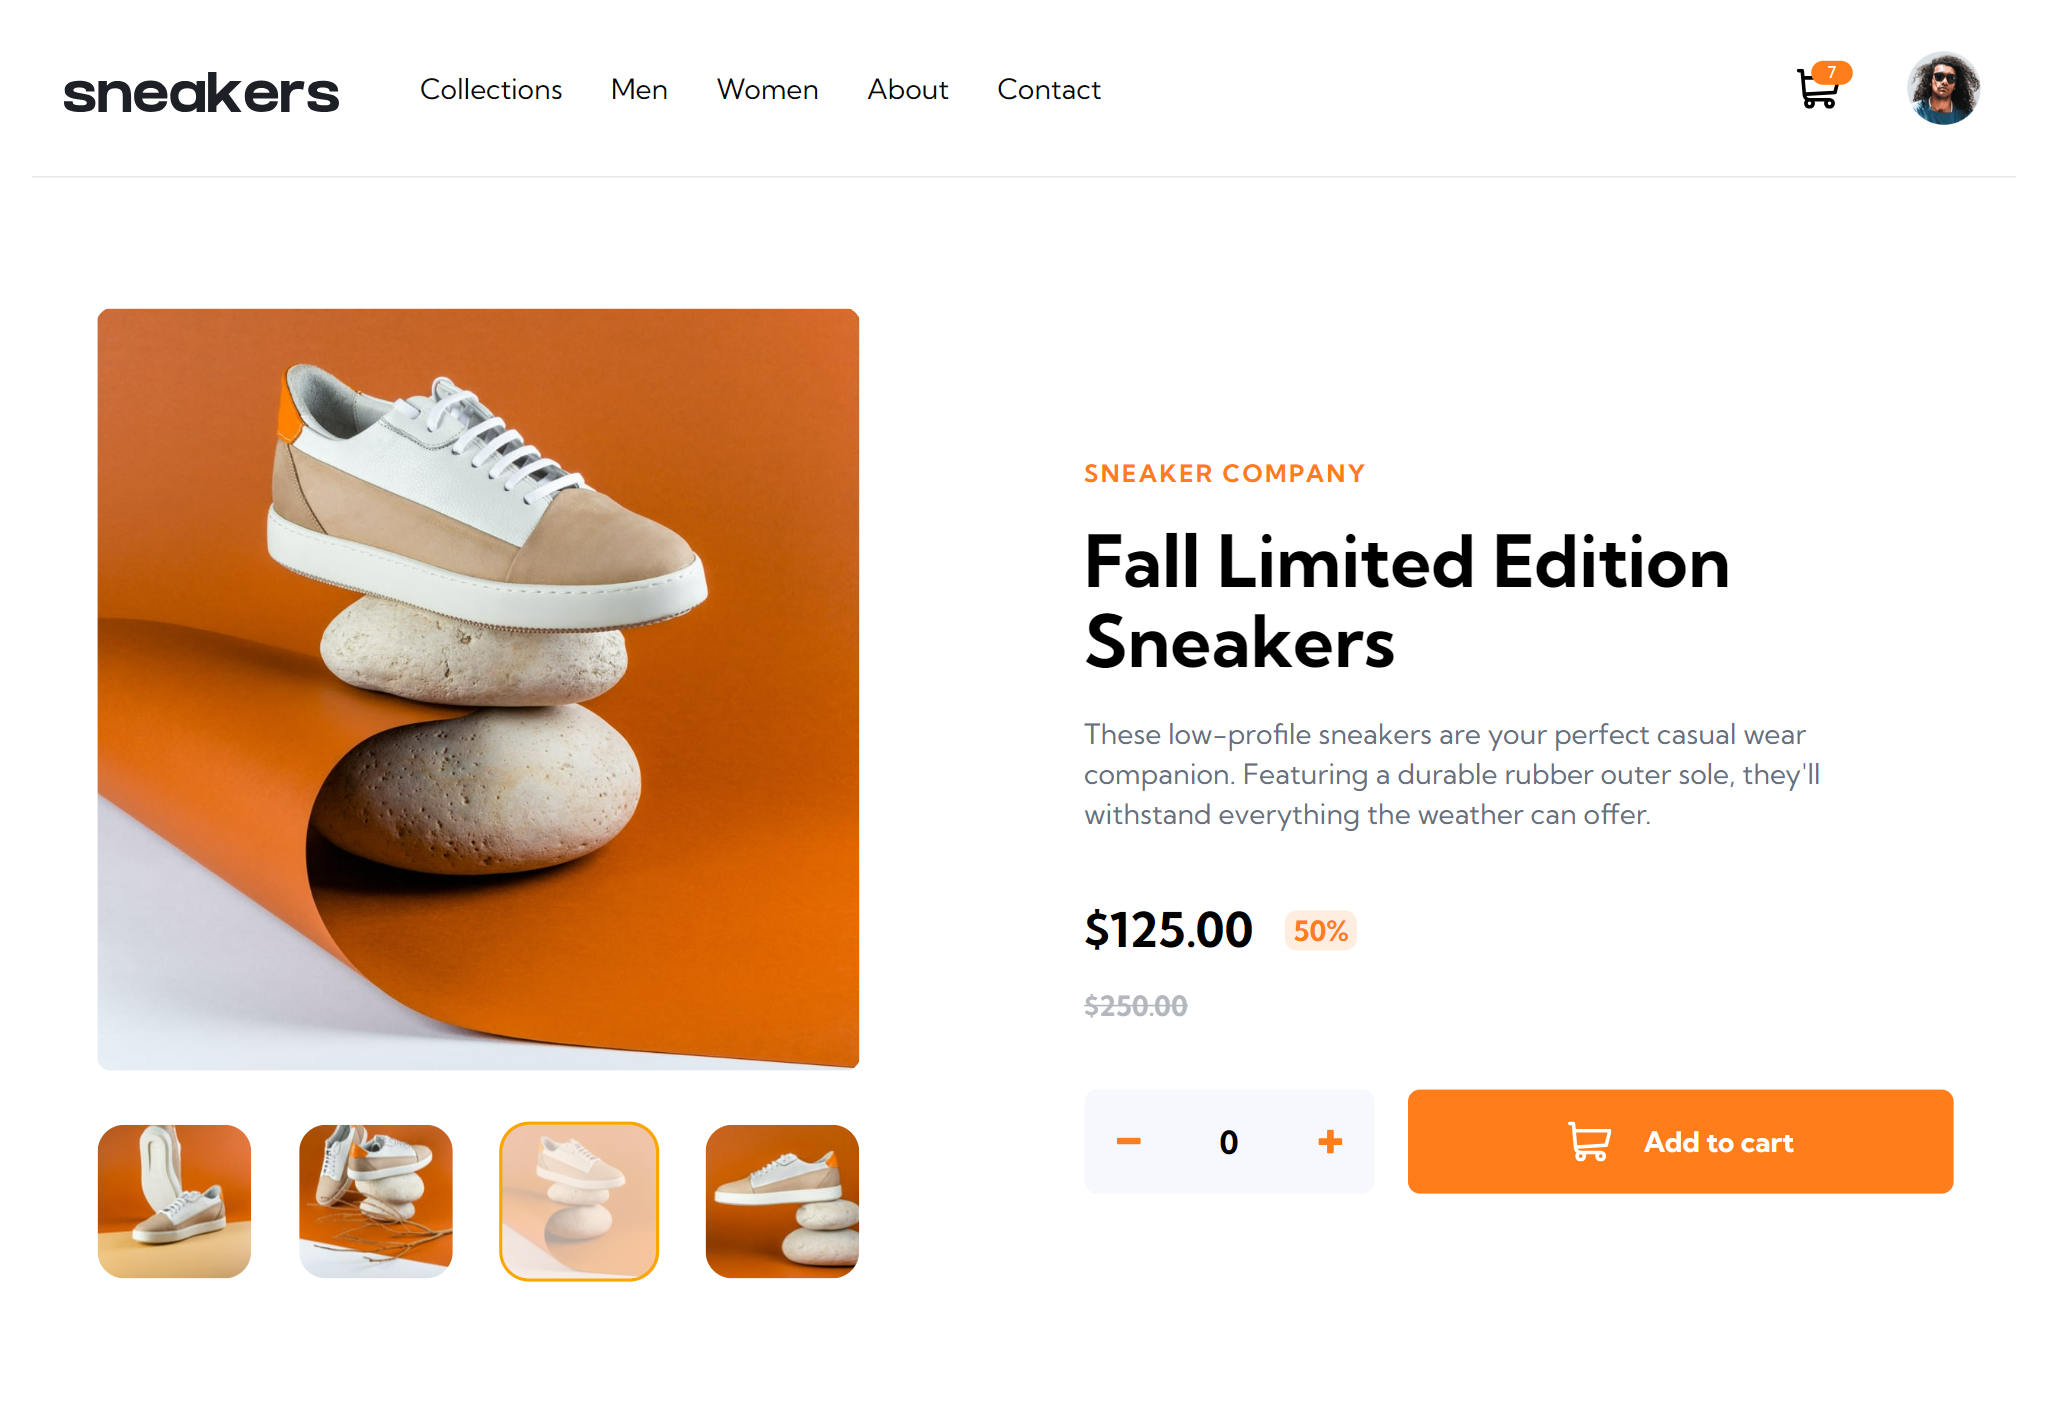 sneakers
Collections Men Women About Contact
7
SNEAKER COMPANY
Fall Limited Edition
Sneakers
These low-profile sneakers are your perfect casual wear
companion. Featuring a durable rubber outer sole, they'll
withstand everything the weather can offer.
$125.00 50%
$250.00
0
Add to cart